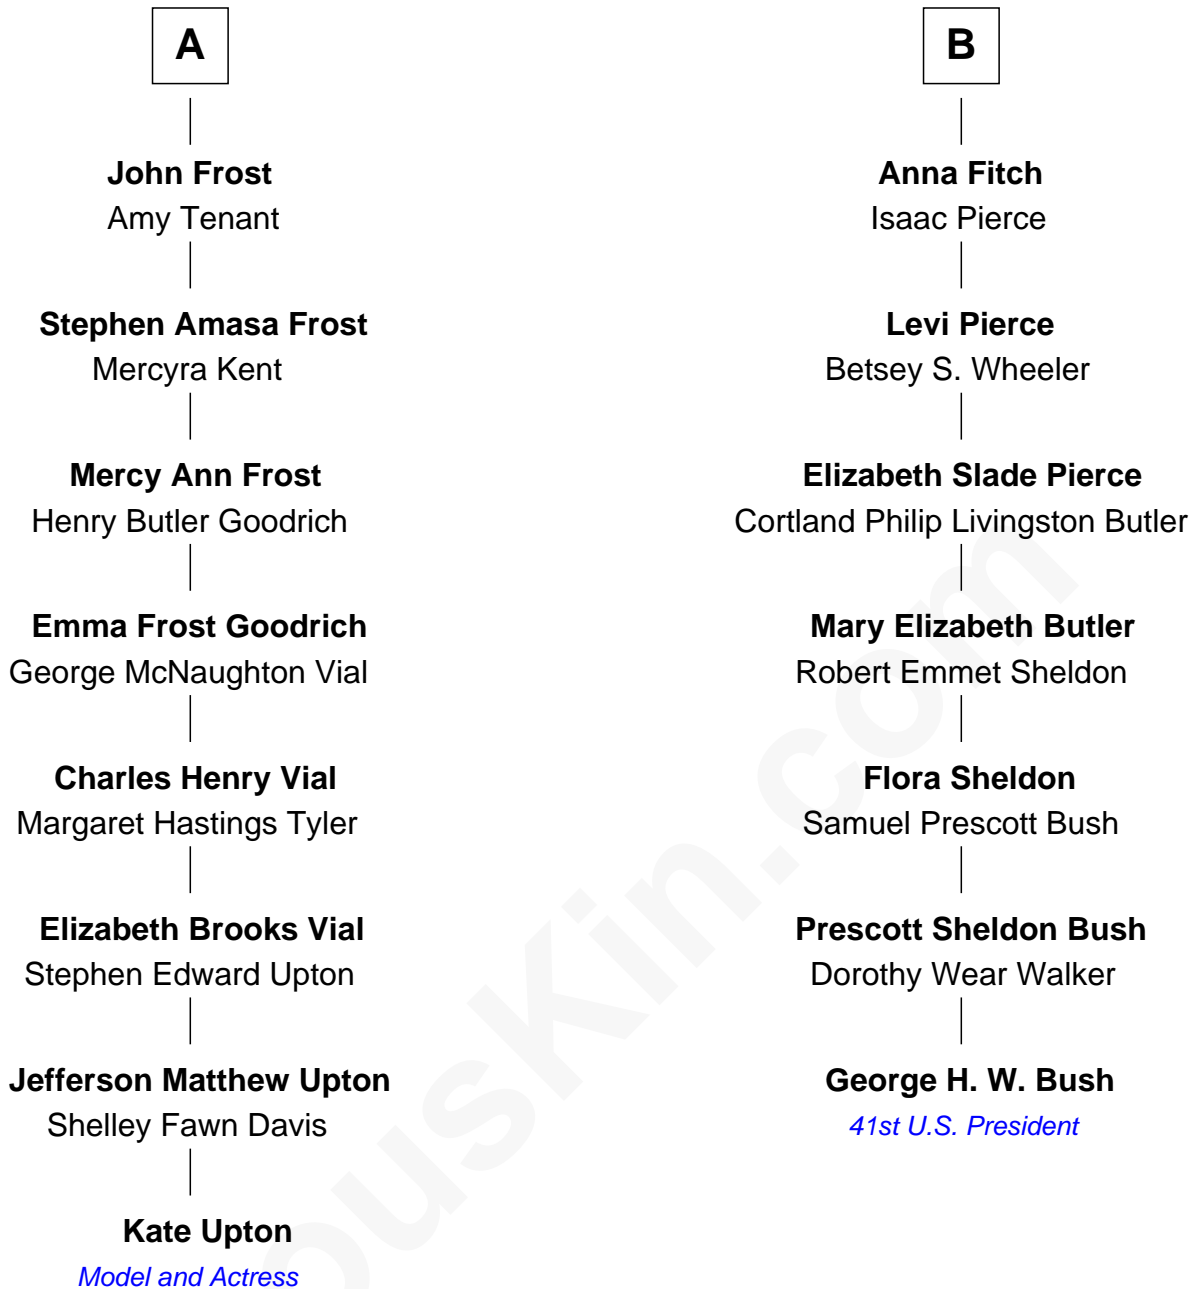 A
John Frost
Amy Tenant
Stephen Amasa Frost
Mercyra Kent
Mercy Ann Frost
Henry Butler Goodrich
Emma Frost Goodrich
George McNaughton Vial
Charles Henry Vial
Margaret Hastings Tyler
Elizabeth Brooks Vial
Stephen Edward Upton
Jefferson Matthew Upton
Shelley Fawn Davis
Kate Upton
Model and Actress
B
Anna Fitch
Isaac Pierce
Levi Pierce
Betsey S. Wheeler
Elizabeth Slade Pierce
Cortland Philip Livingston Butler
Mary Elizabeth Butler
Robert Emmet Sheldon
Flora Sheldon
Samuel Prescott Bush
Prescott Sheldon Bush
Dorothy Wear Walker
George H. W. Bush
41st U.S. President
ousKin.com